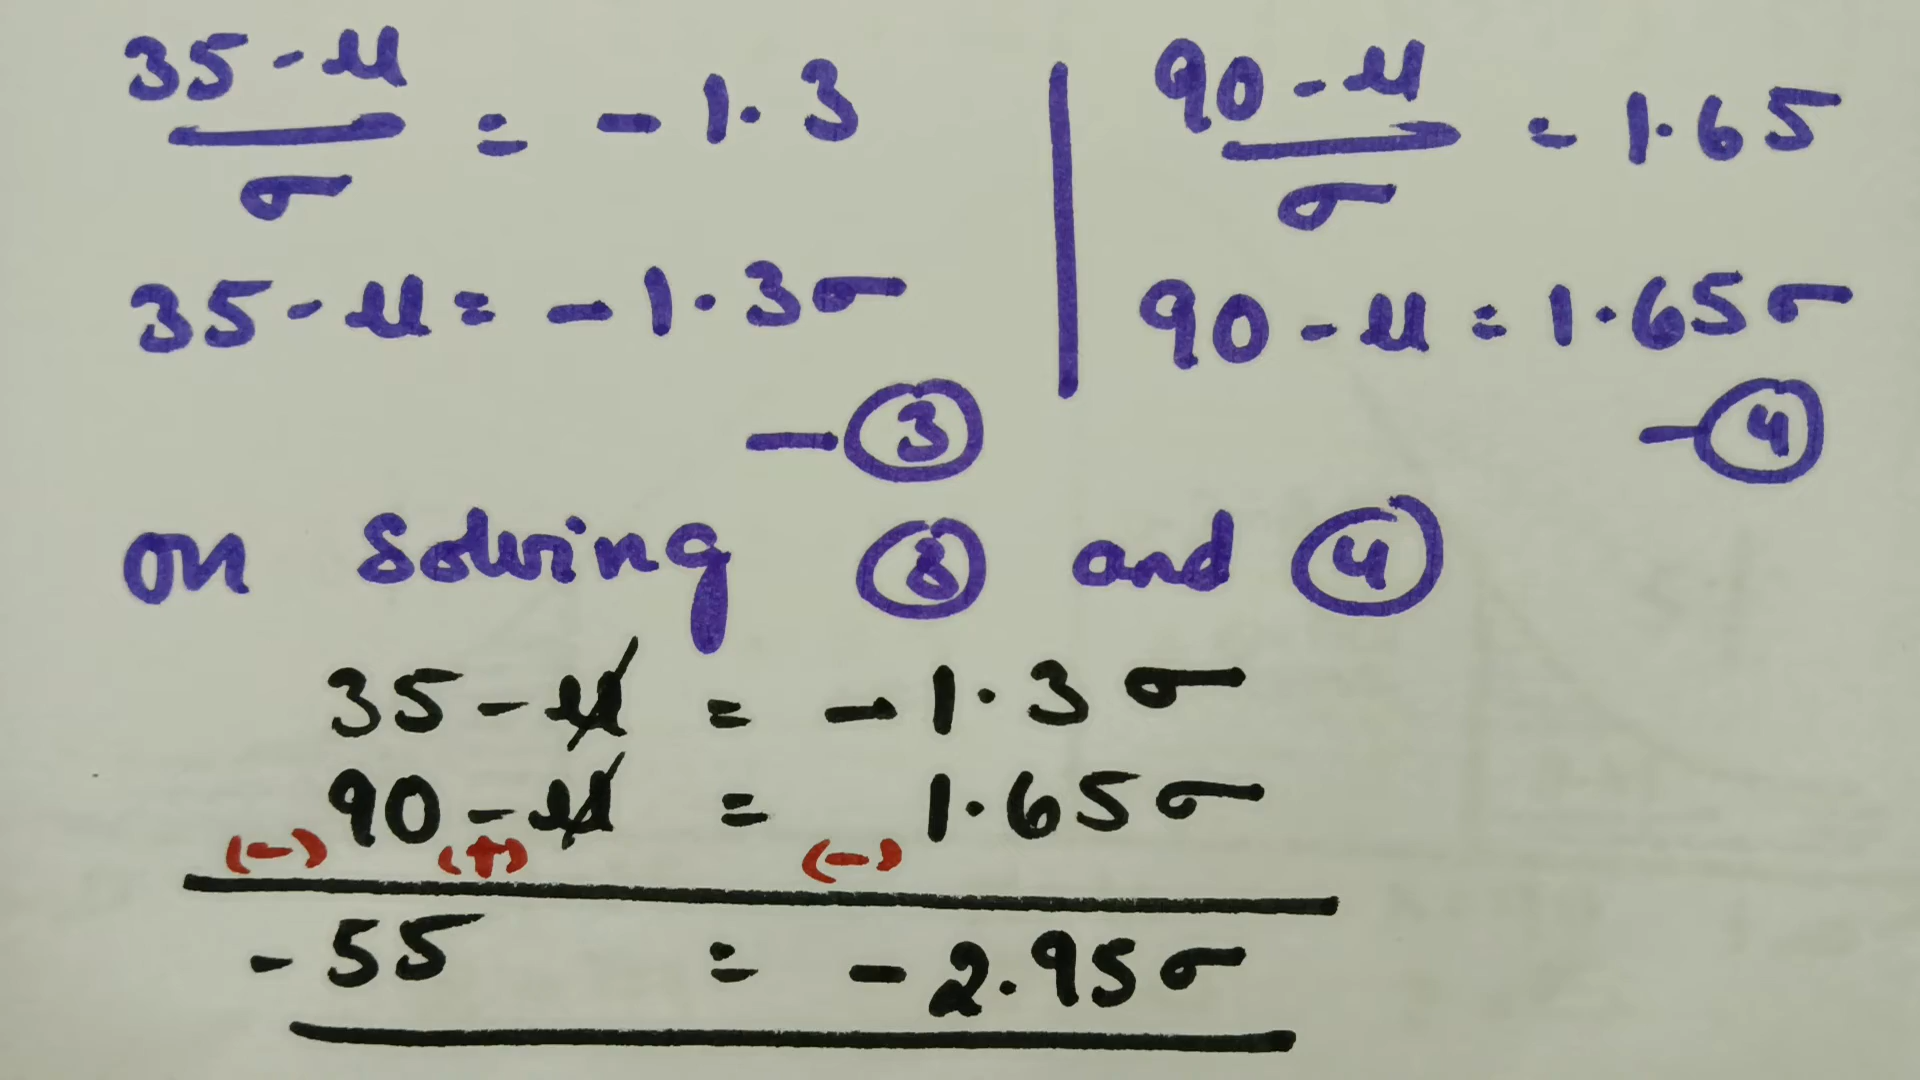 35-μ/σ = -1.3
90-μ/σ = 1.65
35-μ = -1.3σ
-③
90-μ = 1.65σ
-④
on solving ③ and ④
35-μ = -1.3σ
90-μ = 1.65σ
(-) (+) (-)
-55 = -2.95σ